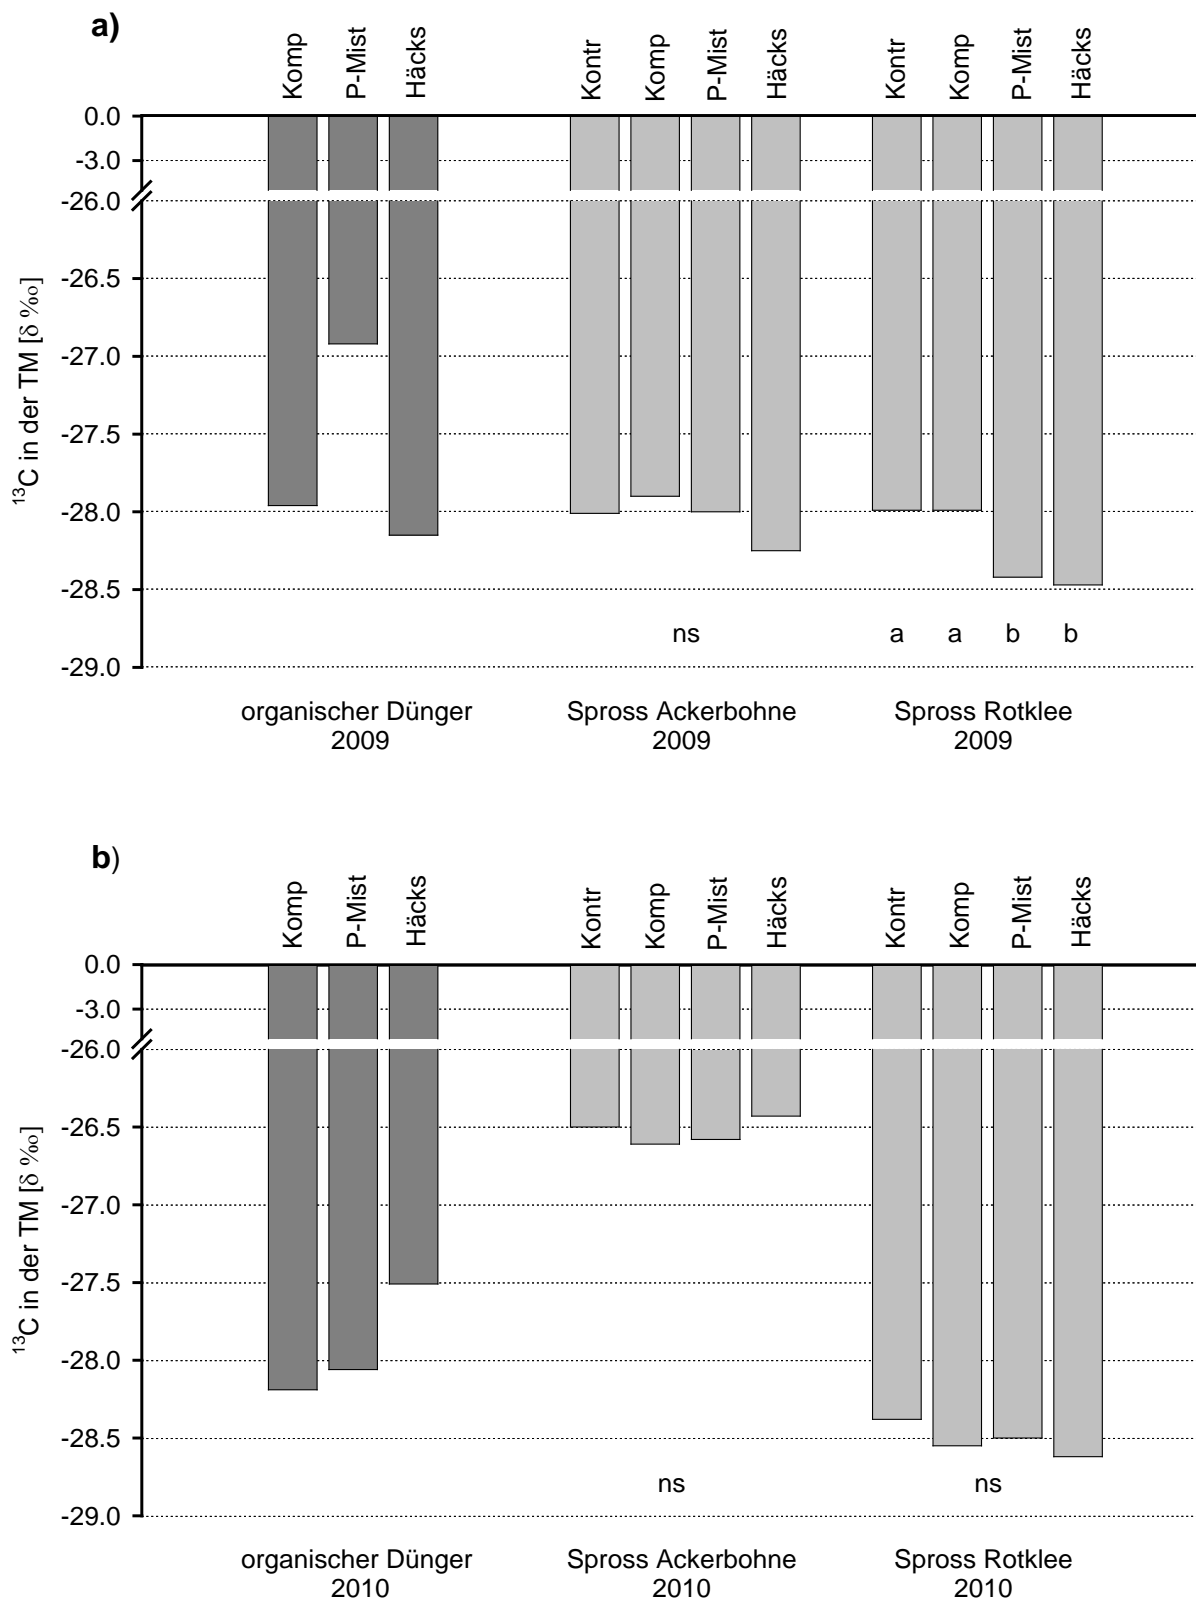 a)
Komp P-Mist Häcks Kontr Komp P-Mist Häcks Kontr Komp P-Mist Häcks
0.0
-3.0
-26.0
-26.5
-27.0
-27.5
-28.0
-28.5
-29.0
¹³C in der TM [δ ‰]
ns a a b b
organischer Dünger Spross Ackerbohne Spross Rotklee
2009 2009 2009
b)
Komp P-Mist Häcks Kontr Komp P-Mist Häcks Kontr Komp P-Mist Häcks
0.0
-3.0
-26.0
-26.5
-27.0
-27.5
-28.0
-28.5
-29.0
¹³C in der TM [δ ‰]
ns ns
organischer Dünger Spross Ackerbohne Spross Rotklee
2010 2010 2010